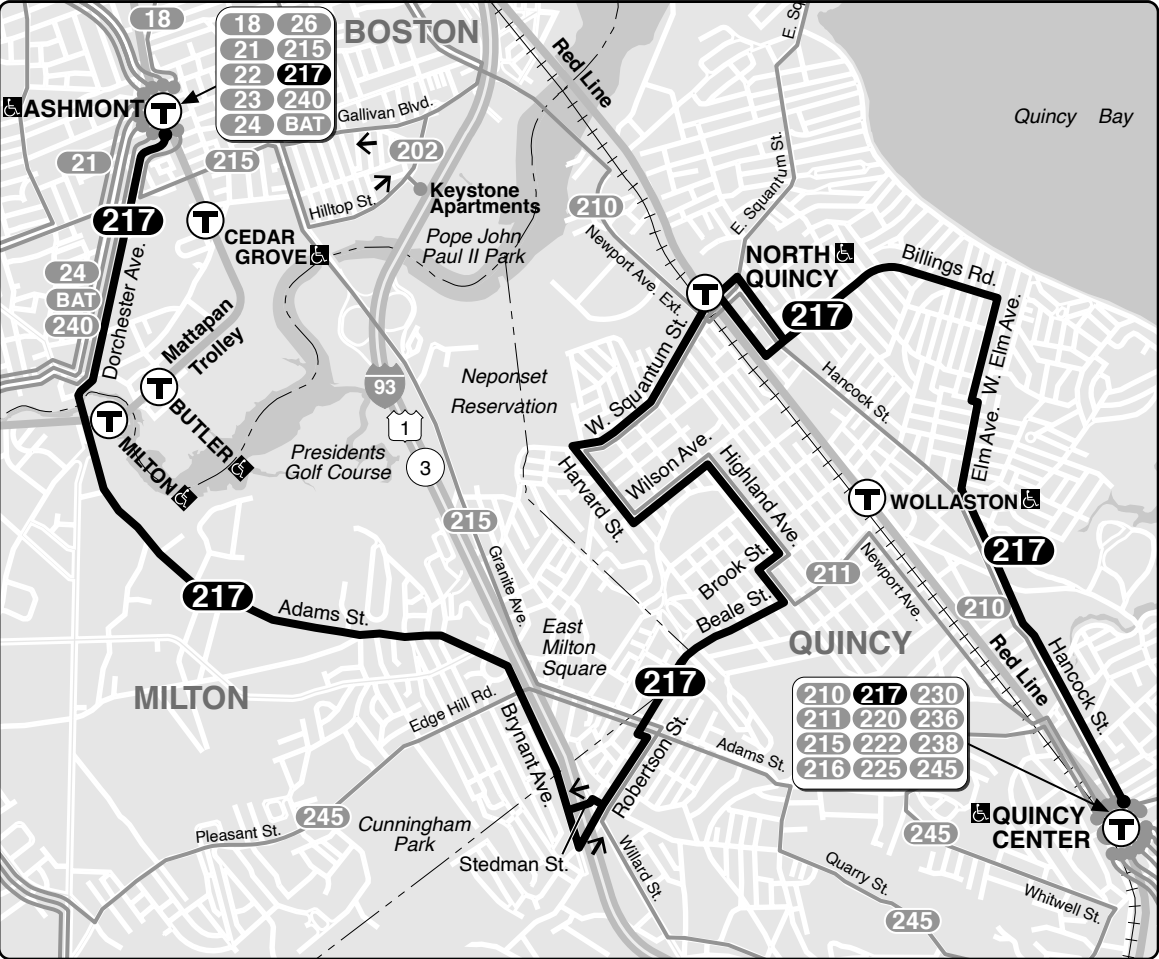 18
18 26
21 215
22 217
23 240
24 BAT
BOSTON
Red Line
E. Sq
Quincy Bay
ASHMONT
T
Gallivan Blvd.
21
215
202
E. Squantum St.
217
T
Hilltop St.
Keystone
Apartments
210
CEDAR
GROVE
Pope John
Paul II Park
Newport Ave. Ext.
NORTH
QUINCY
Billings Rd.
24
BAT
240
Dorchester Ave.
T
217
Mattapan
Trolley
W. Elm Ave.
W. Squantum St.
T
BUTLER
93
Neponset
Reservation
Hancock St.
T
MILTON
1
3
Presidents
Golf Course
Harvard St.
Wilson Ave.
Highland Ave.
Elm Ave.
T
WOLLASTON
215
217
Granite Ave.
Brook St.
211
Newport Ave.
217
Adams St.
Beale St.
210
East
Milton
Square
QUINCY
Red Line
Hancock St.
MILTON
217
210 217 230
211 220 236
215 222 238
216 225 245
Edge Hill Rd.
Brynant Ave.
Robertson St.
Adams St.
245
Pleasant St.
Cunningham
Park
Stedman St.
Willard St.
QUINCY
CENTER
T
245
Quarry St.
Whitwell St.
245